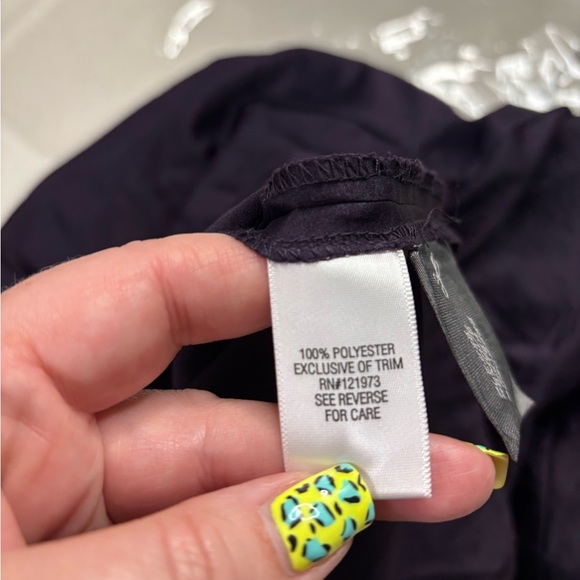 100% POLYESTER
EXCLUSIVE OF TRIM
RN#121973
SEE REVERSE
FOR CARE